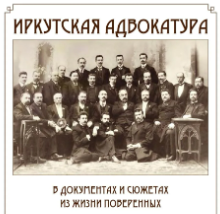 ИРКУТСКАЯ АДВОКАТУРА
В ДОКУМЕНТАХ И СЮЖЕТАХ
ИЗ ЖИЗНИ ПОВЕРЕННЫХ